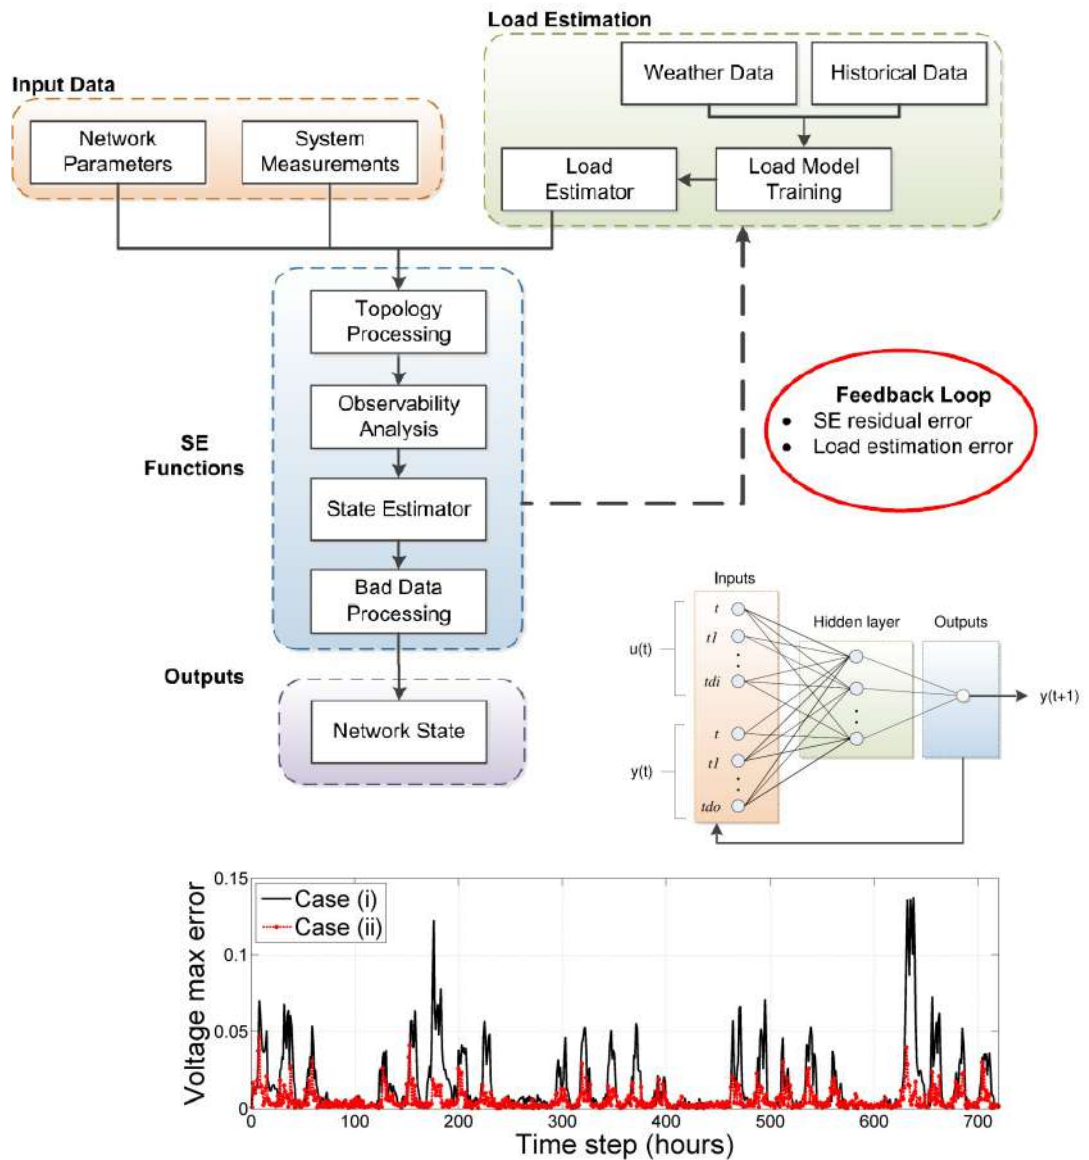 Load Estimation
Weather Data
Historical Data
Input Data
Network
Parameters
System
Measurements
Load
Estimator
Load Model
Training
Topology
Processing
Observability
Analysis
SE
Functions
State Estimator
Bad Data
Processing
Feedback Loop
• SE residual error
• Load estimation error
Outputs
Network State
Inputs
Hidden layer
Outputs
u(t)
t
t1
tdi
y(t)
t
t1
tdo
y(t+1)
Voltage max error
0.15
0.1
0.05
0
Case (i)
Case (ii)
0 100 200 300 400 500 600 700
Time step (hours)